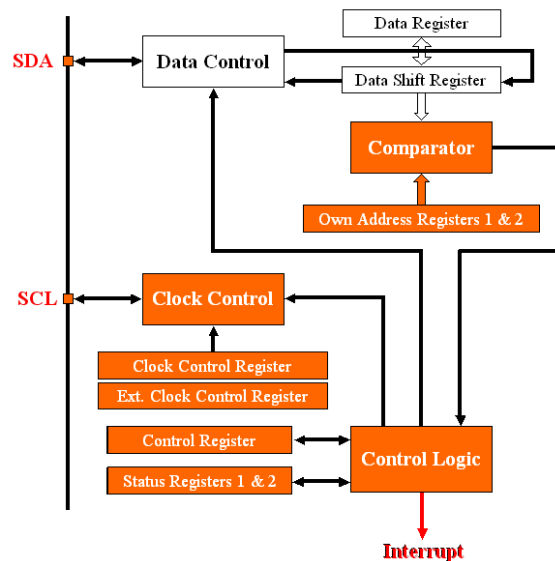 Data Register
SDA
Data Control
Data Shift Register
Comparator
Own Address Registers 1 & 2
SCL
Clock Control
Clock Control Register
Ext. Clock Control Register
Control Register
Control Logic
Status Registers 1 & 2
Interrupt